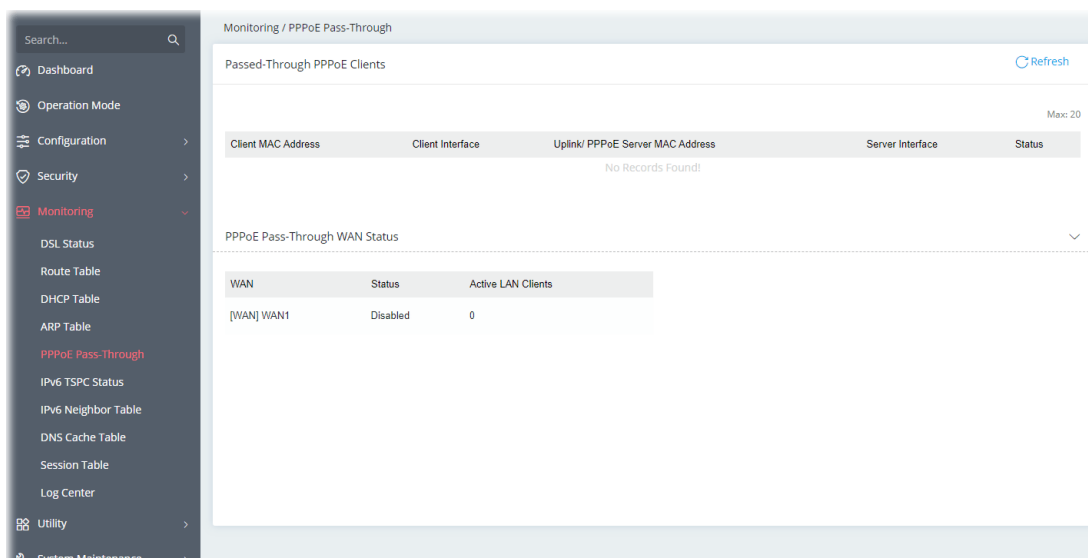 Search...
Dashboard
Operation Mode
Configuration
Security
Monitoring
DSL Status
Route Table
DHCP Table
ARP Table
PPPoE Pass-Through
IPv6 TSPC Status
IPv6 Neighbor Table
DNS Cache Table
Session Table
Log Center
Utility
System Maintenance
Monitoring / PPPoE Pass-Through
Passed-Through PPPoE Clients
Refresh
Max: 20
Client MAC Address Client Interface Uplink/ PPPoE Server MAC Address Server Interface Status
No Records Found!
PPPoE Pass-Through WAN Status
WAN Status Active LAN Clients
[WAN] WAN1 Disabled 0